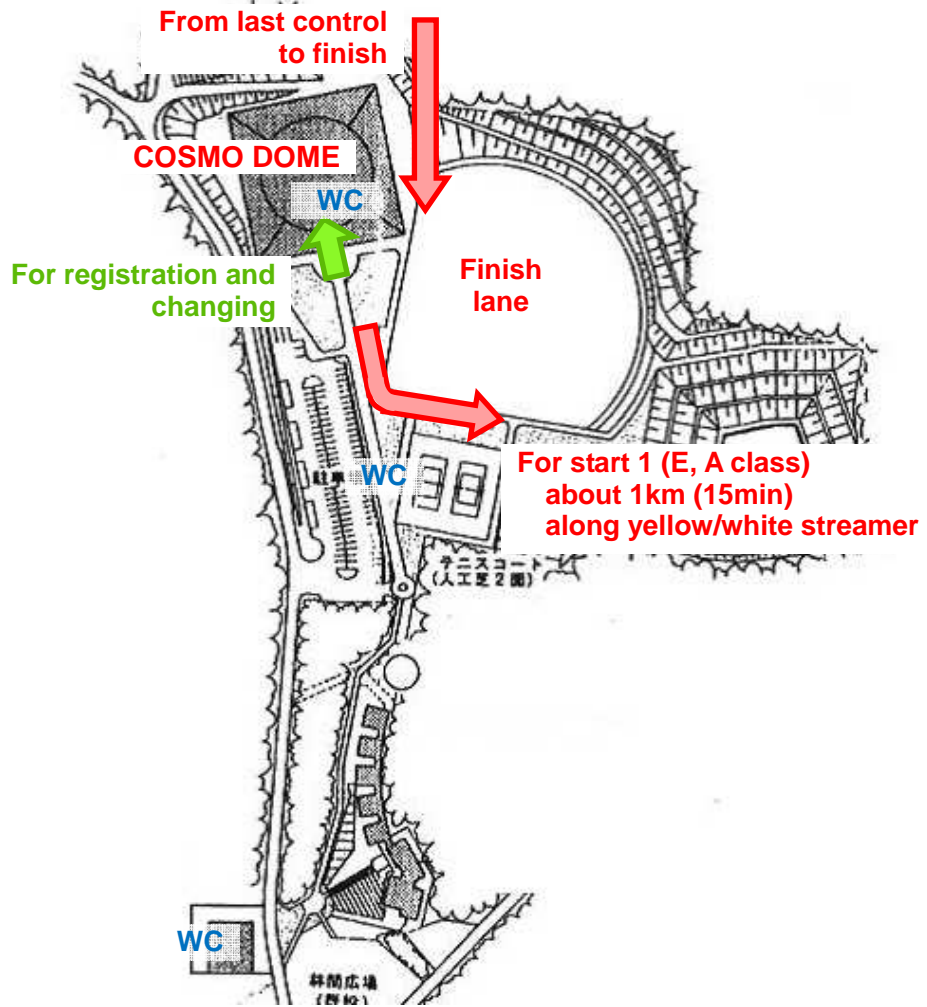 From last control
to finish
COSMO DOME
WC
For registration and
changing
Finish
lane
駐車
WC
For start 1 (E, A class)
about 1km (15min)
along yellow/white streamer
テニスコート
(人工芝2面)
WC
林間広場